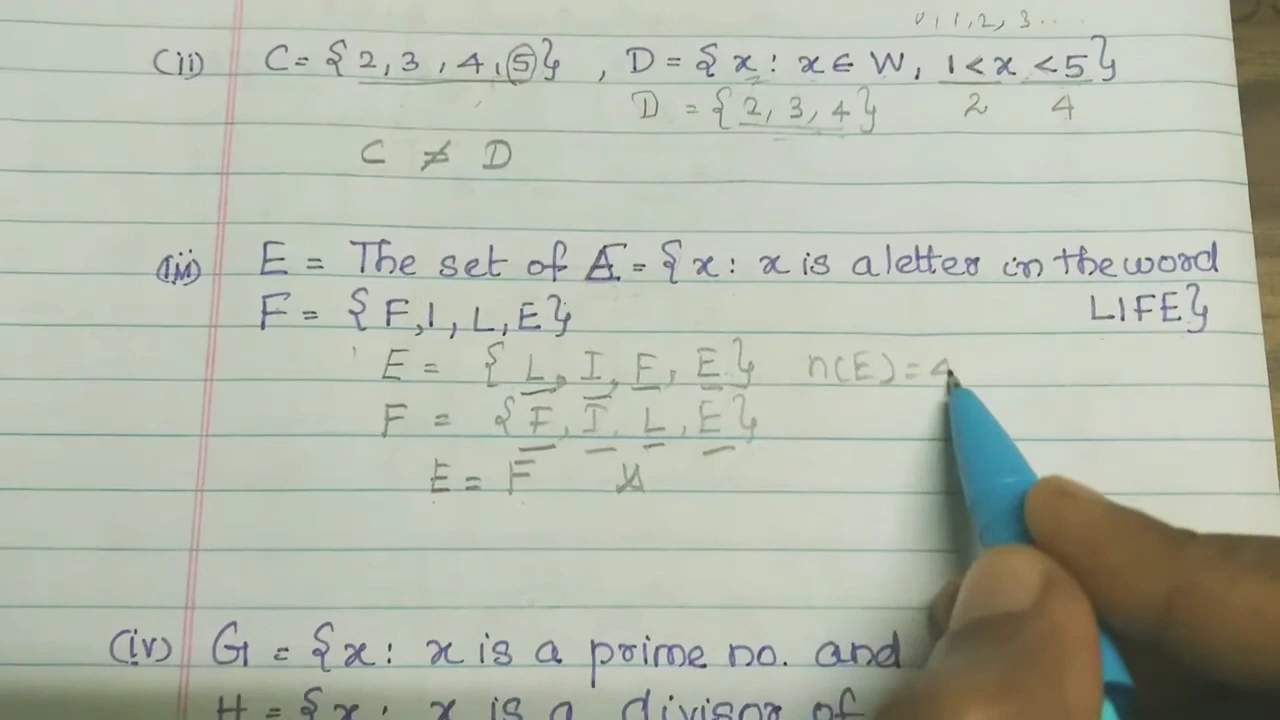 0, 1, 2, 3 ....
(ii) C = { 2, 3, 4, 5 } , D = { x : x ∈ W, 1 < x < 5 }
D = { 2, 3, 4 } 2 4
C ≠ D
(iii) E = The set of A = { x : x is a letter in the word
F = { F, I, L, E } LIFE }
E = { L, I, F, E } n(E) = 4
F = { F, I, L, E }
E = F
(iv) G = { x : x is a prime no. and
H = { x : x is a divisor of